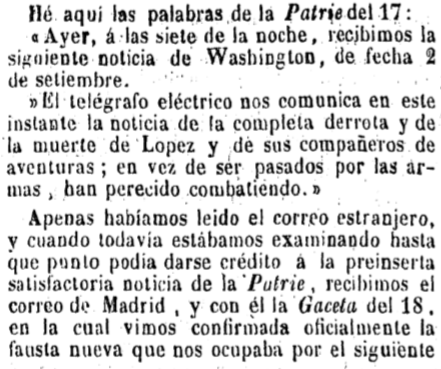 Hé aquí las palabras de la Patrie del 17:
«Ayer, á las siete de la noche, recibimos la
siguiente noticia de Washington, de fecha 2
de setiembre.
»El telégrafo eléctrico nos comunica en este
instante la noticia de la completa derrota y de
la muerte de Lopez y de sus compañeros de
aventuras; en vez de ser pasados por las ar-
mas, han perecido combatiendo.»
Apenas habíamos leido el correo estranjero,
y cuando todavía estábamos examinando hasta
que punto podia darse crédito á la preinserta
satisfactoria noticia de la Patrie, recibimos el
correo de Madrid, y con él la Gaceta del 18,
en la cual vimos confirmada oficialmente la
fausta nueva que nos ocupaba por el siguiente